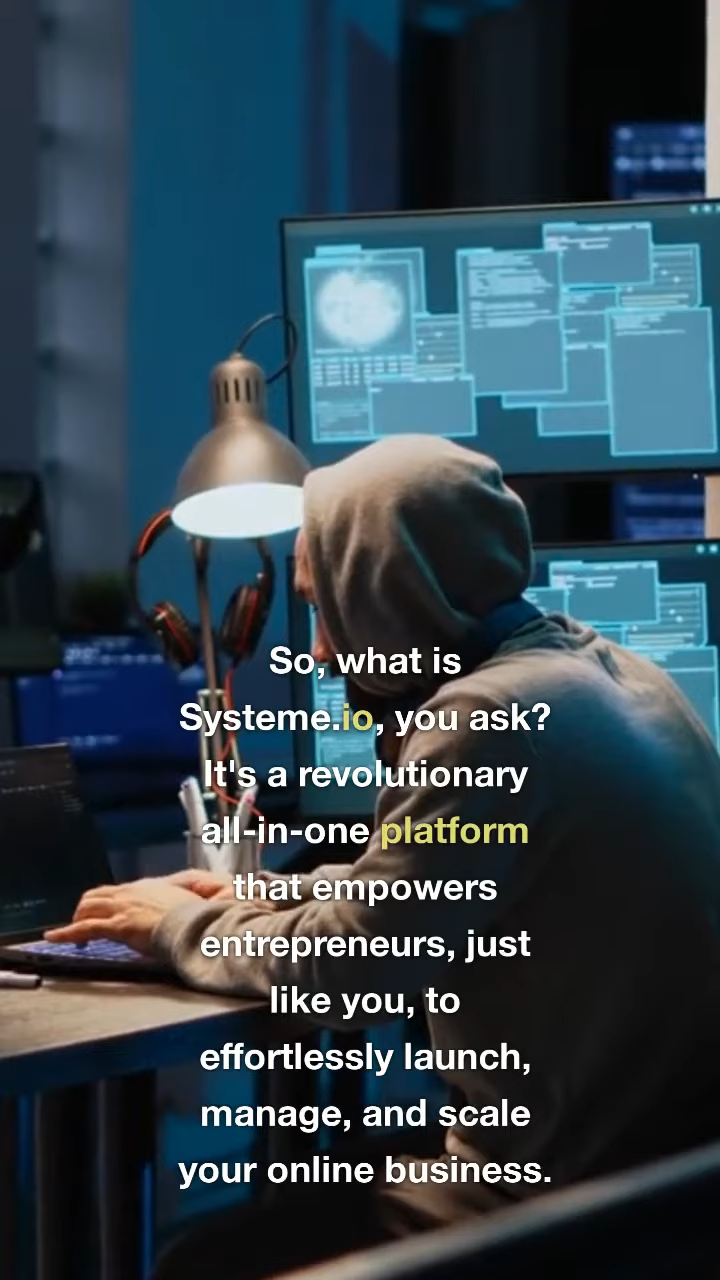 So, what is
Systeme.io, you ask?
It's a revolutionary
all-in-one platform
that empowers
entrepreneurs, just
like you, to
effortlessly launch,
manage, and scale
your online business.